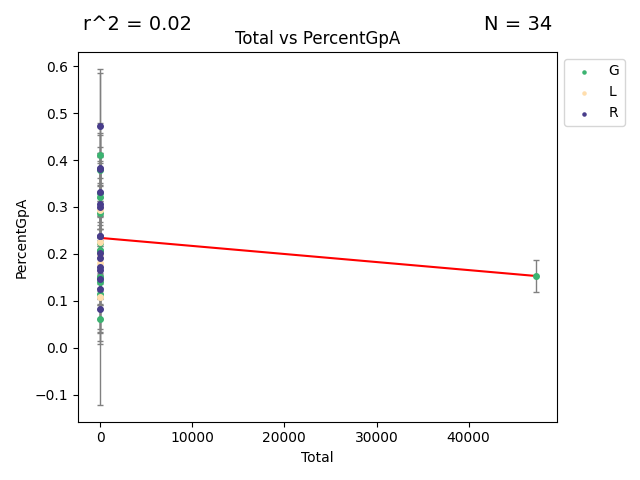 r^2 = 0.02
N = 34
Total vs PercentGpA
G
L
R
PercentGpA
0.6
0.5
0.4
0.3
0.2
0.1
0.0
−0.1
0
10000
20000
30000
40000
Total